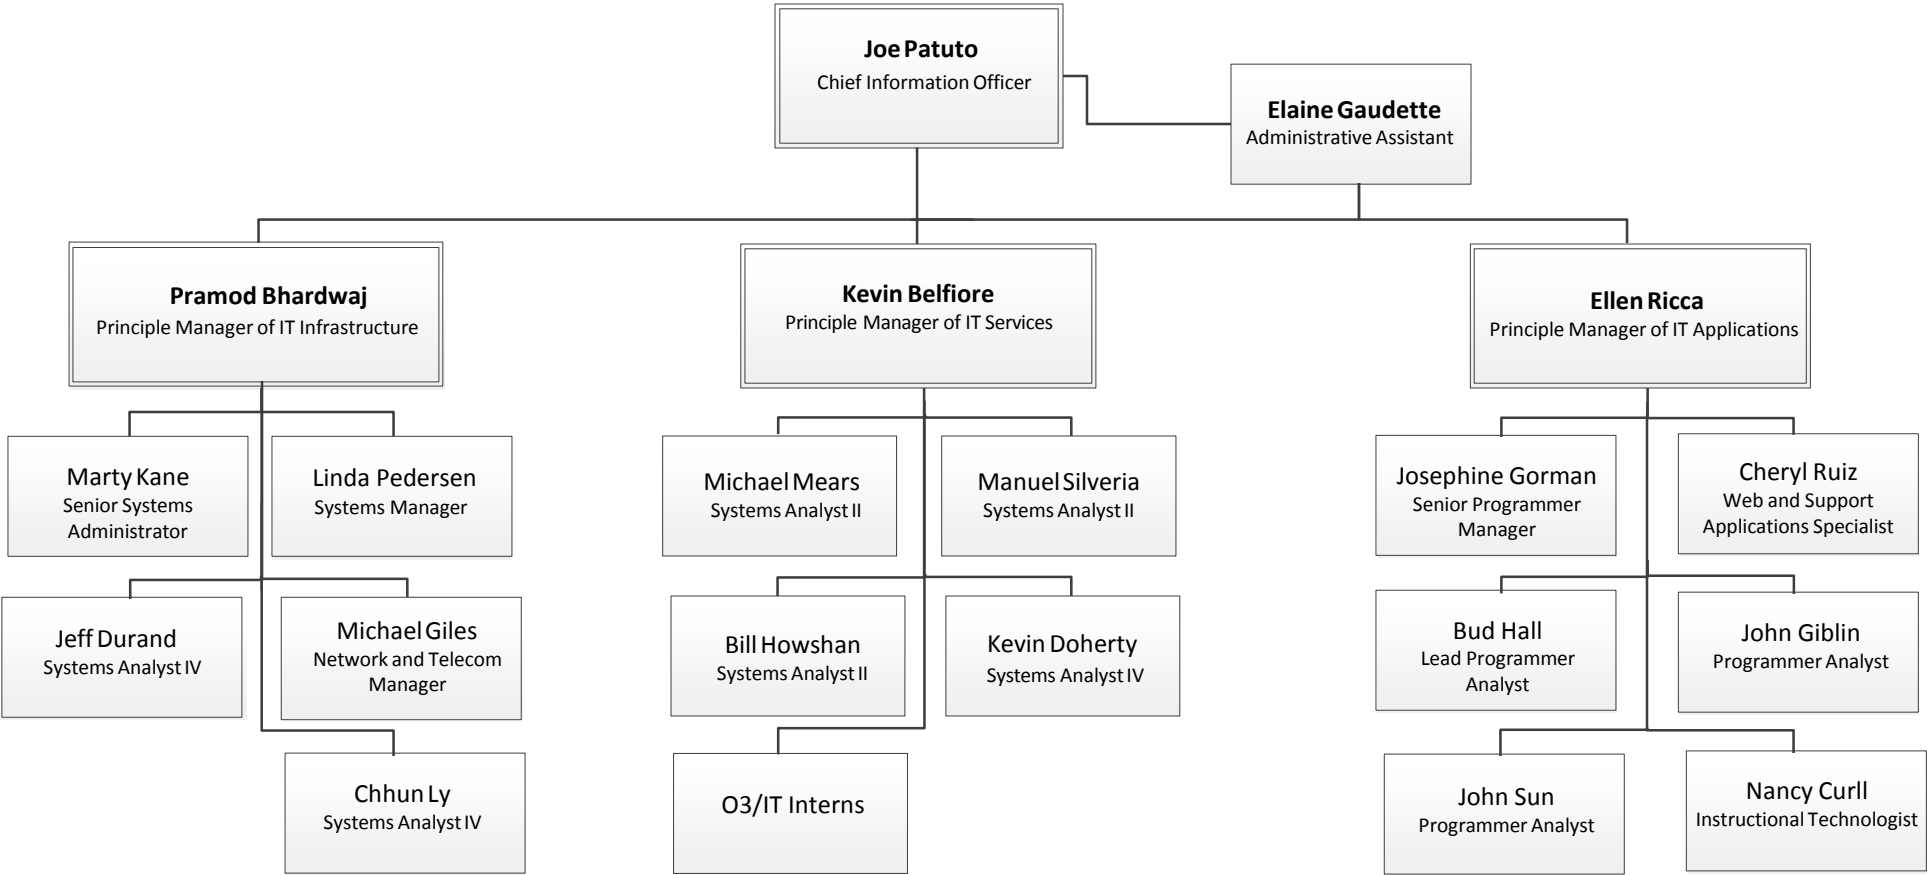 Joe Patuto
Chief Information Officer
Elaine Gaudette
Administrative Assistant
Pramod Bhardwaj
Principle Manager of IT Infrastructure
Kevin Belfiore
Principle Manager of IT Services
Ellen Ricca
Principle Manager of IT Applications
Marty Kane
Senior Systems
Administrator
Linda Pedersen
Systems Manager
Michael Mears
Systems Analyst II
Manuel Silveria
Systems Analyst II
Josephine Gorman
Senior Programmer
Manager
Cheryl Ruiz
Web and Support
Applications Specialist
Jeff Durand
Systems Analyst IV
Michael Giles
Network and Telecom
Manager
Bill Howshan
Systems Analyst II
Kevin Doherty
Systems Analyst IV
Bud Hall
Lead Programmer
Analyst
John Giblin
Programmer Analyst
Chhun Ly
Systems Analyst IV
O3/IT Interns
John Sun
Programmer Analyst
Nancy Curll
Instructional Technologist